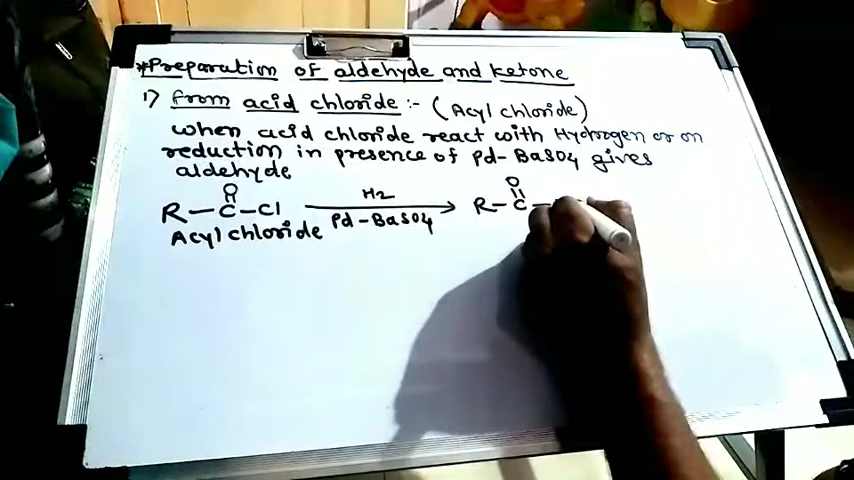 *Preparation of aldehyde and ketone
1) From acid chloride :- (Acyl chloride)
when acid chloride react with Hydrogen or on
reduction in presence of Pd-BaSO4 gives
aldehyde
O H2 O
R-C-Cl → R-C-
Acyl chloride Pd-BaSO4